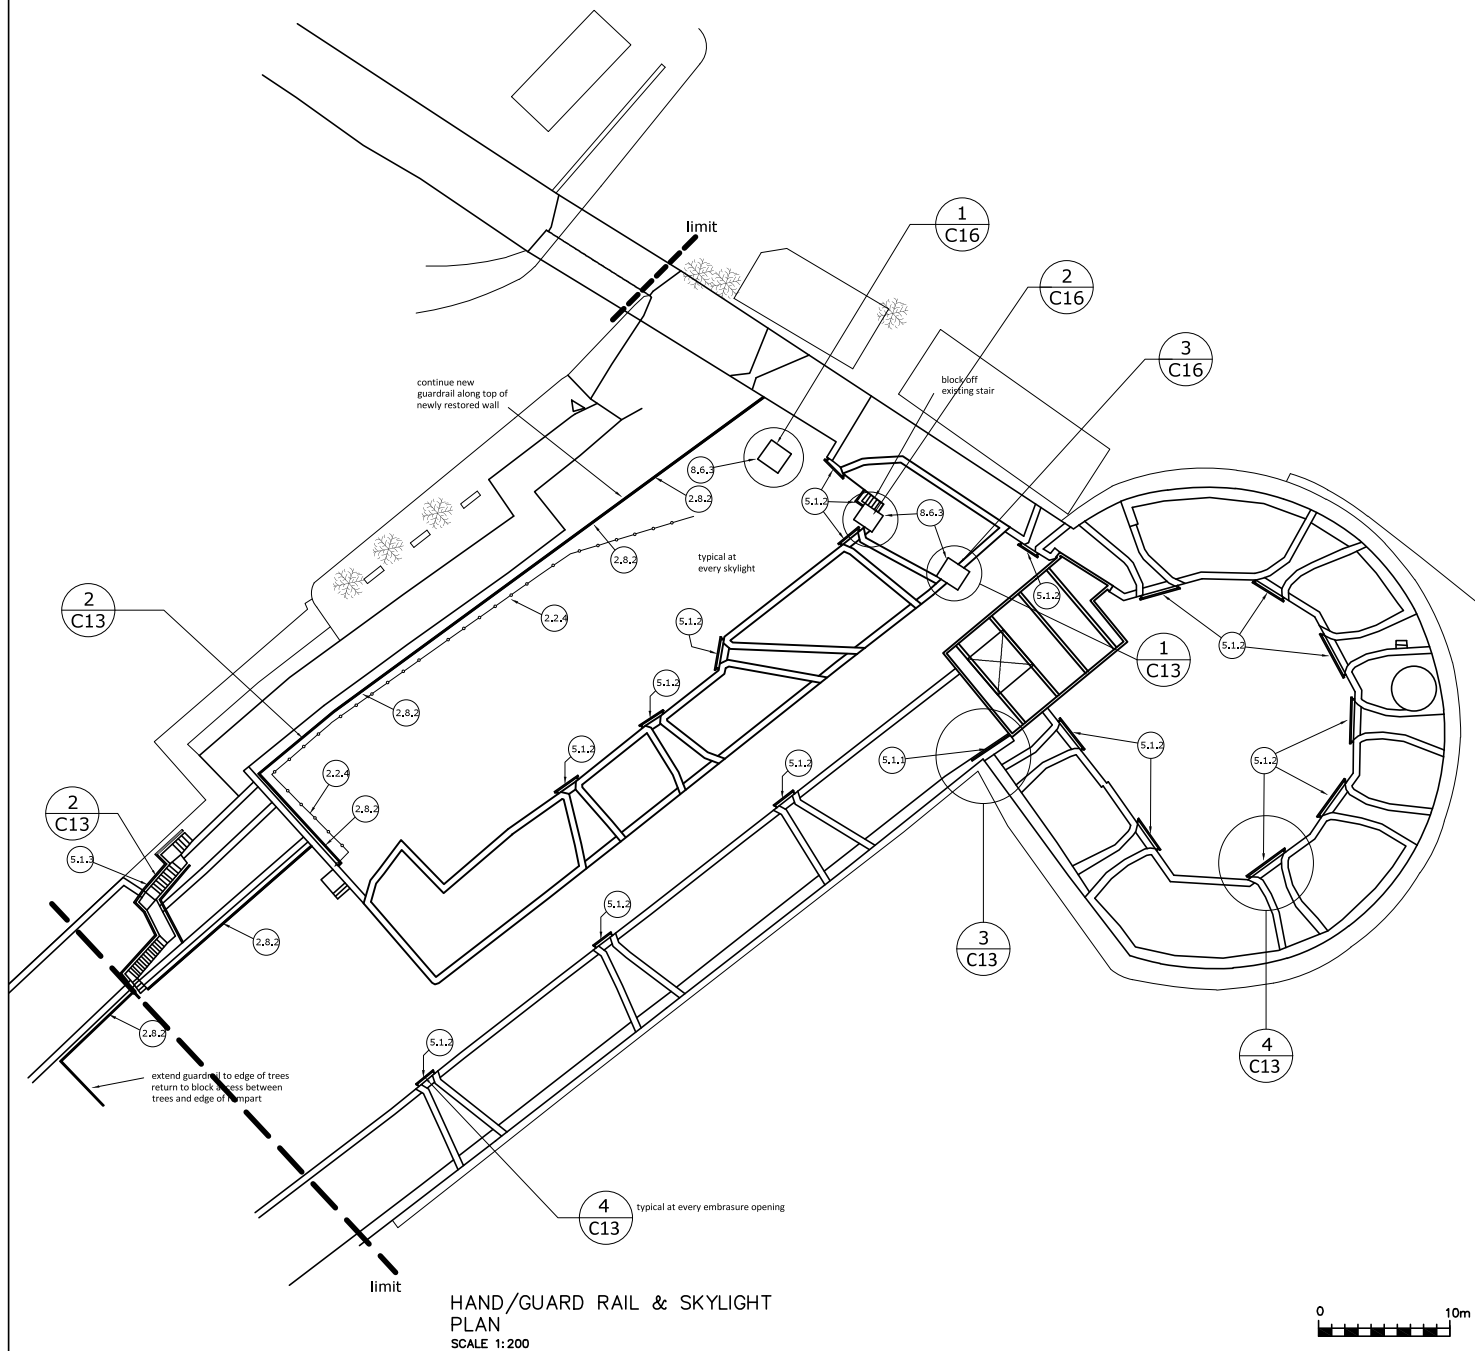 limit
1
C16
2
C16
3
C16
continue new
guardrail along top of
newly restored wall
block off
existing stair
8.6.3
2.8.2
5.1.2
8.6.3
2.8.2
typical at
every skylight
2
C13
2.2.4
5.1.2
5.1.2
5.1.2
1
C13
5.1.2
2.8.2
5.1.2
5.1.2
5.1.2
5.1.1
5.1.2
5.1.2
2.2.4
2.8.2
2
C13
5.1.3
5.1.2
2.8.2
3
C13
2.8.2
5.1.2
4
C13
extend guardrail to edge of trees
return to block access between
trees and edge of rampart
4
C13
typical at every embrasure opening
limit
HAND/GUARD RAIL & SKYLIGHT
PLAN
SCALE 1:200
0 10m